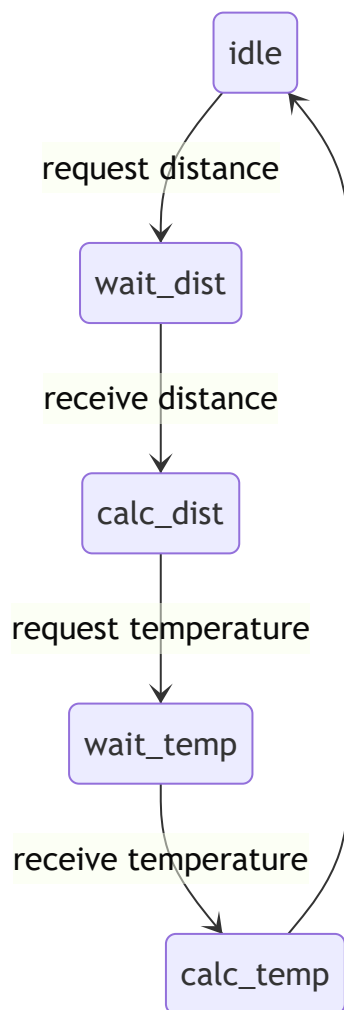 idle
request distance
wait_dist
receive distance
calc_dist
request temperature
wait_temp
receive temperature
calc_temp